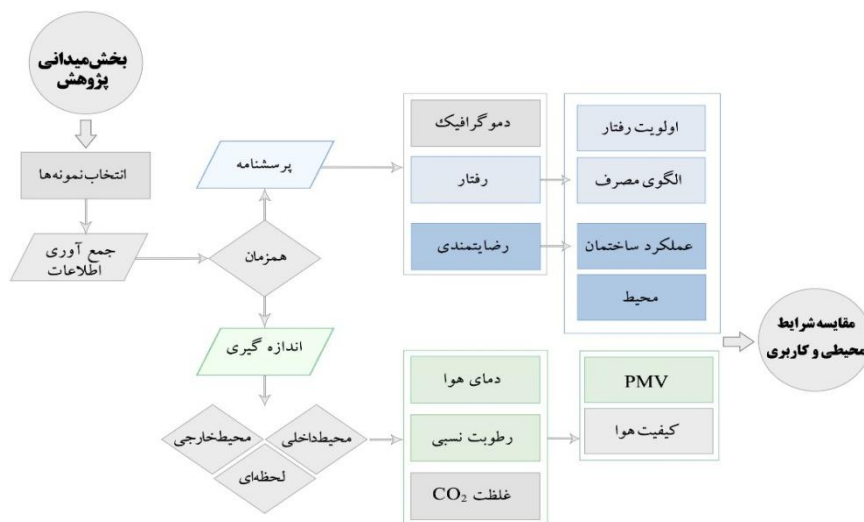 بخش میدانی
پژوهش
انتخاب نمونه‌ها
جمع آوری
اطلاعات
همزمان
پرسشنامه
دموگرافیک
رفتار
رضایتمندی
اولویت رفتار
الگوی مصرف
عملکرد ساختمان
محیط
اندازه گیری
محیط داخلی
محیط خارجی
لحظه‌ای
دمای هوا
رطوبت نسبی
غلظت CO₂
PMV
کیفیت هوا
مقایسه شرایط
محیطی و کاربری